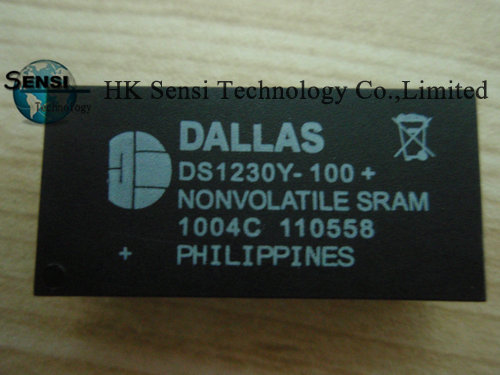 SENSI
Technology
HK Sensi Technology Co.,Limited
DALLAS
DS1230Y-100+
NONVOLATILE SRAM
1004C 110558
+ PHILIPPINES